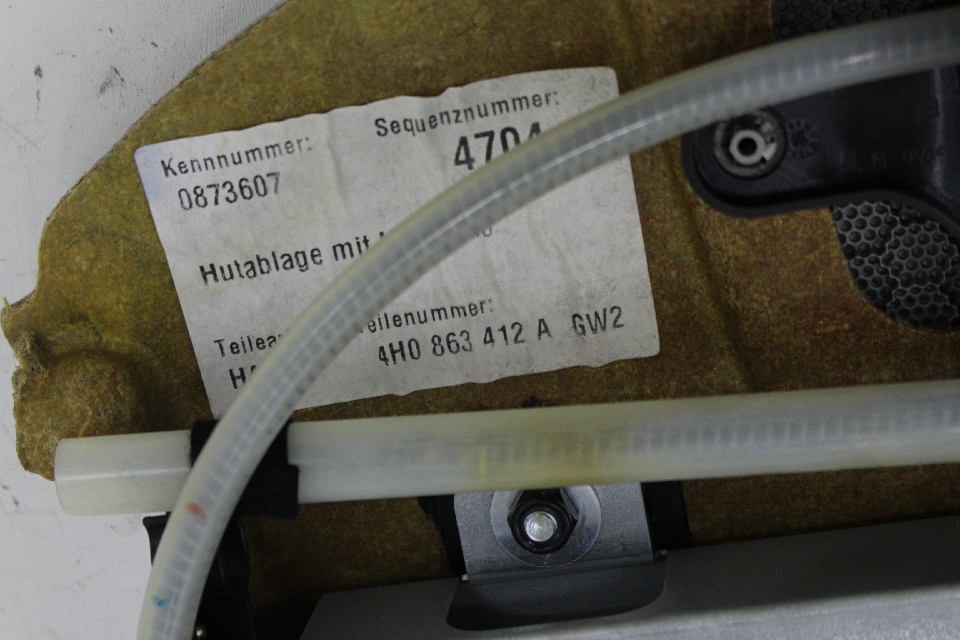 Kennnummer: Sequenznummer:
0873607 4704
Hutablage mit
4H0 863 412 A GW2